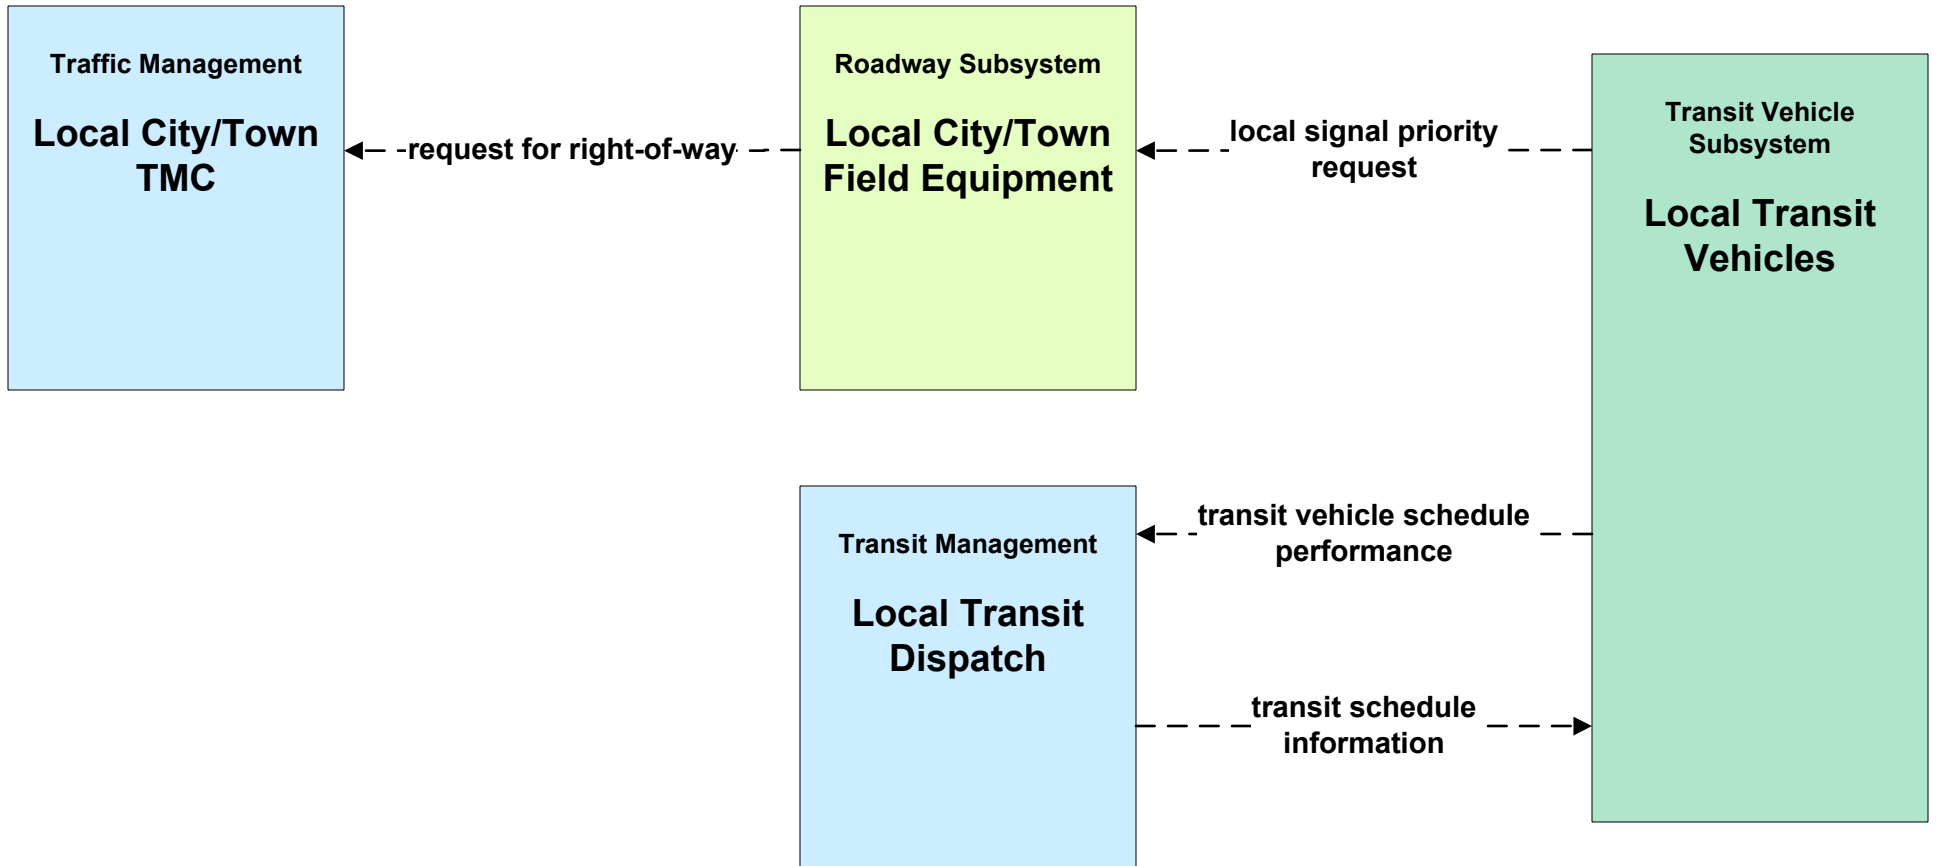 Traffic Management
Local City/Town
TMC
request for right-of-way
Roadway Subsystem
Local City/Town
Field Equipment
local signal priority
request
Transit Vehicle
Subsystem
Local Transit
Vehicles
Transit Management
Local Transit
Dispatch
transit vehicle schedule
performance
transit schedule
information